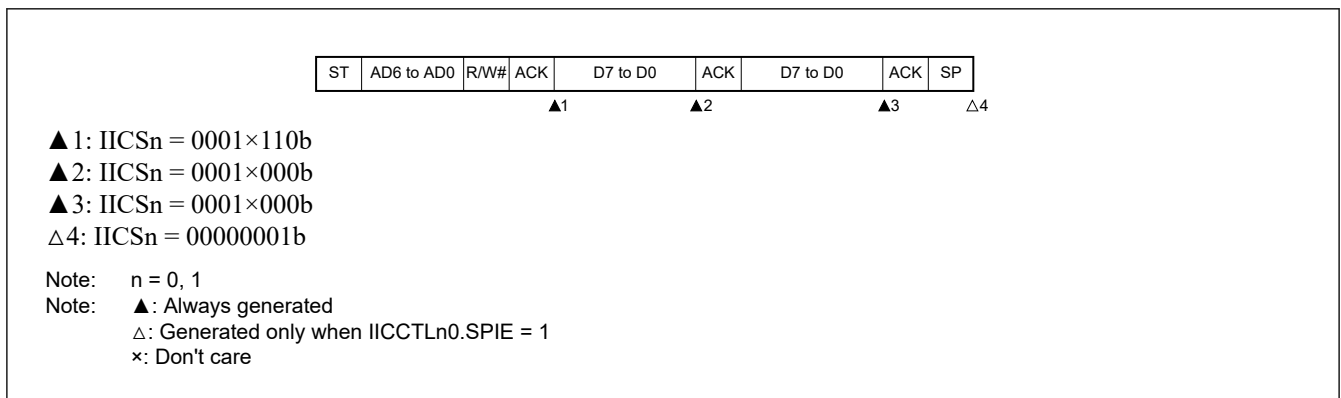 ST AD6 to AD0 R/W# ACK D7 to D0 ACK D7 to D0 ACK SP
▲1 ▲2 ▲3 △4
▲1: IICSn = 0001×110b
▲2: IICSn = 0001×000b
▲3: IICSn = 0001×000b
△4: IICSn = 00000001b
Note: n = 0, 1
Note: ▲: Always generated
△: Generated only when IICCTLn0.SPIE = 1
×: Don't care